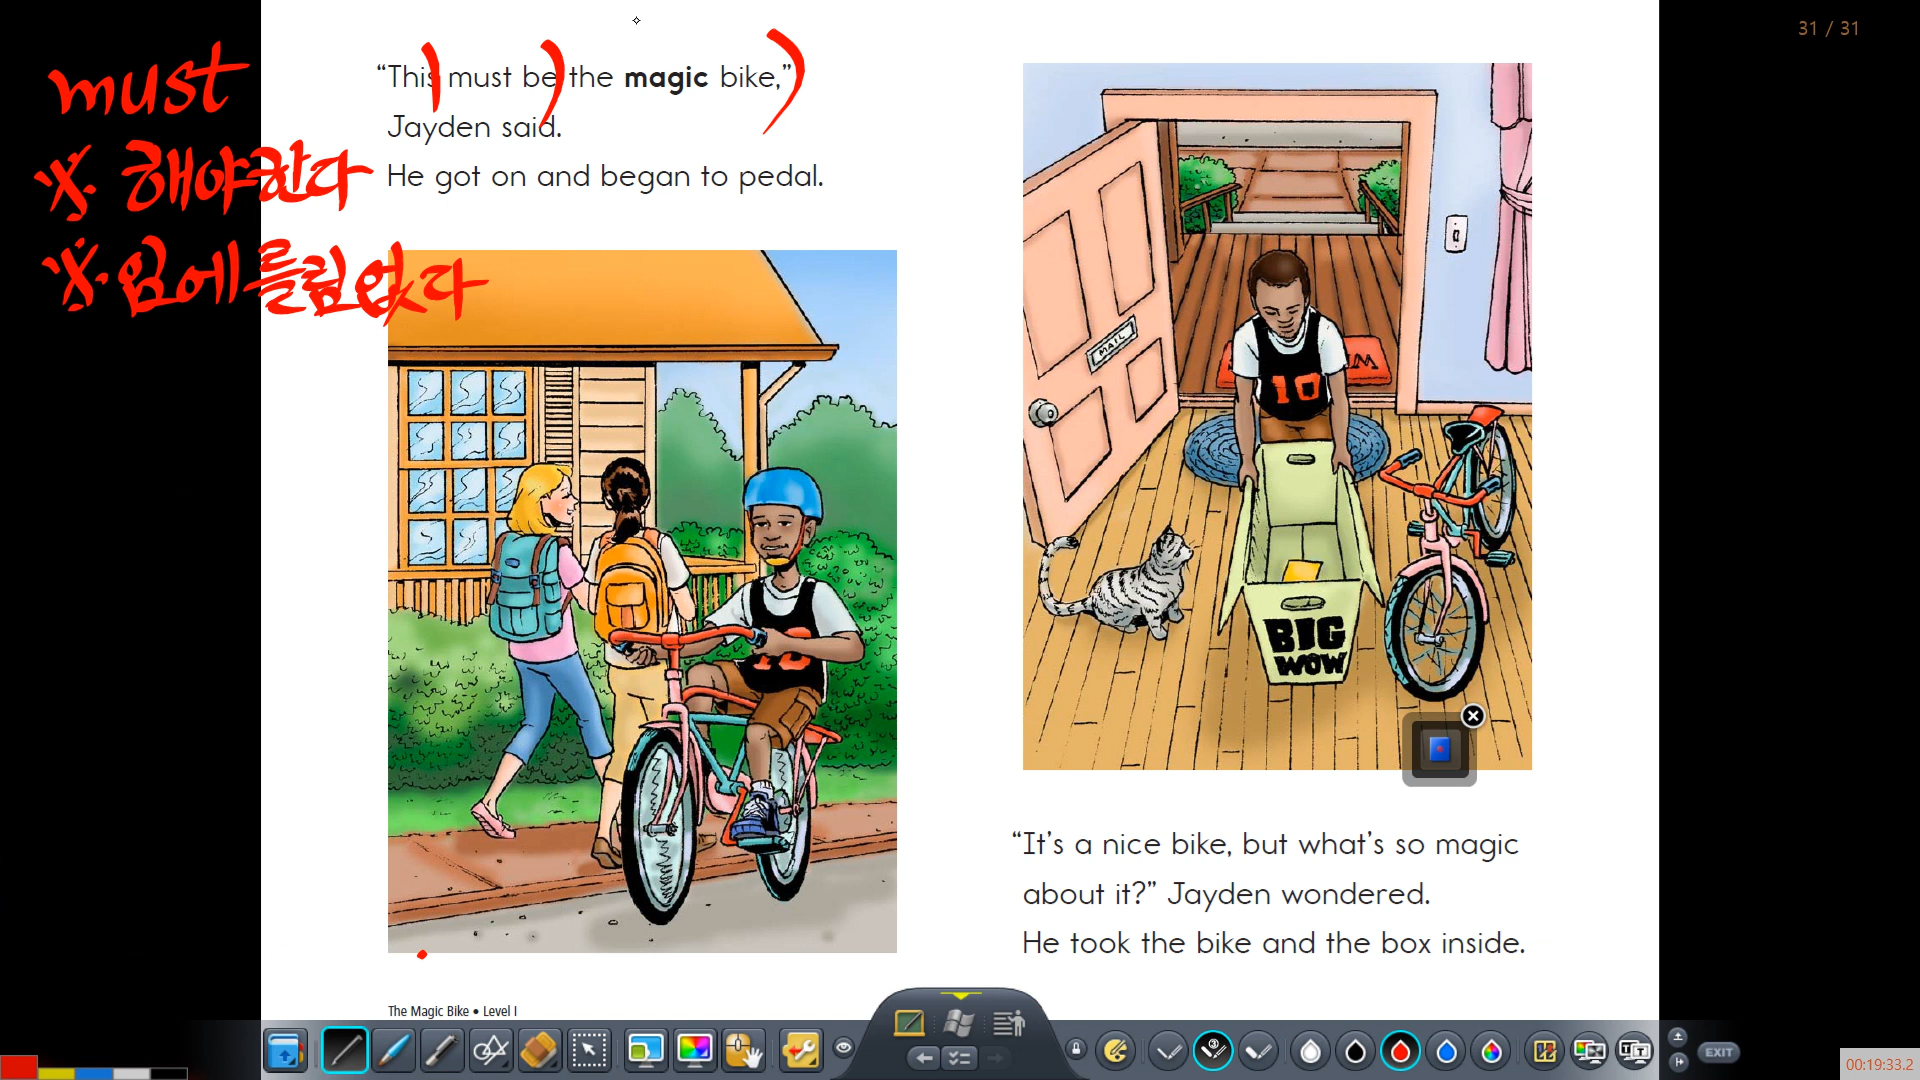 31 / 31
must
※ 해야한다
※ 임에 틀림없다
“This must be the magic bike,”
Jayden said.
He got on and began to pedal.
MAIL
10
BIG
WOW
“It’s a nice bike, but what’s so magic
about it?” Jayden wondered.
He took the bike and the box inside.
The Magic Bike • Level I
EXIT
00:19:33.2